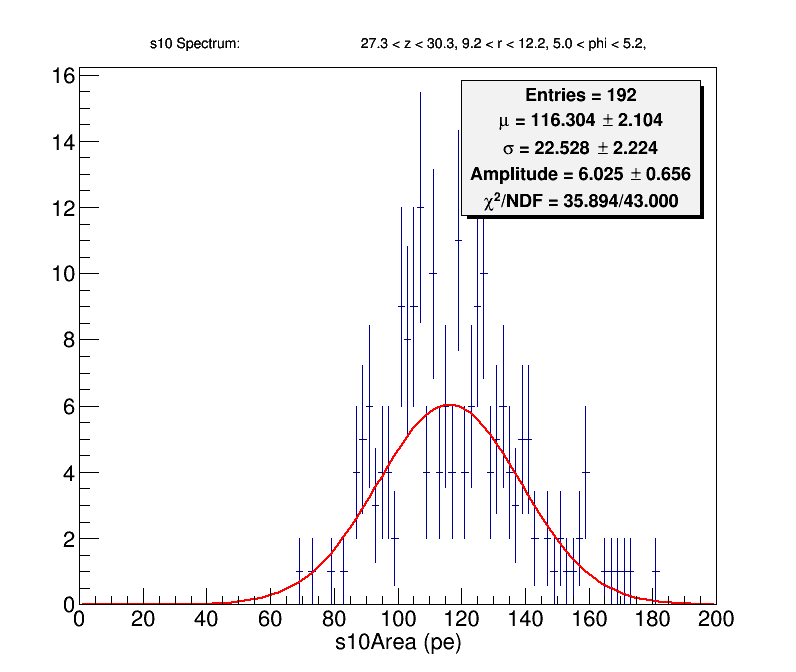 s10 Spectrum: 27.3 < z < 30.3, 9.2 < r < 12.2, 5.0 < phi < 5.2,
Entries = 192
μ = 116.304 ± 2.104
σ = 22.528 ± 2.224
Amplitude = 6.025 ± 0.656
χ²/NDF = 35.894/43.000
16
14
12
10
8
6
4
2
0
0 20 40 60 80 100 120 140 160 180 200
s10Area (pe)